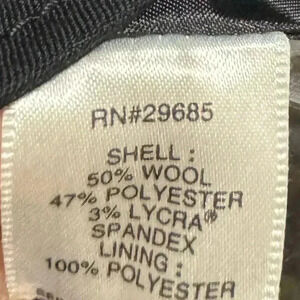 RN#29685
SHELL :
50% WOOL
47% POLYESTER
3% LYCRA®
SPANDEX
LINING :
100% POLYESTER